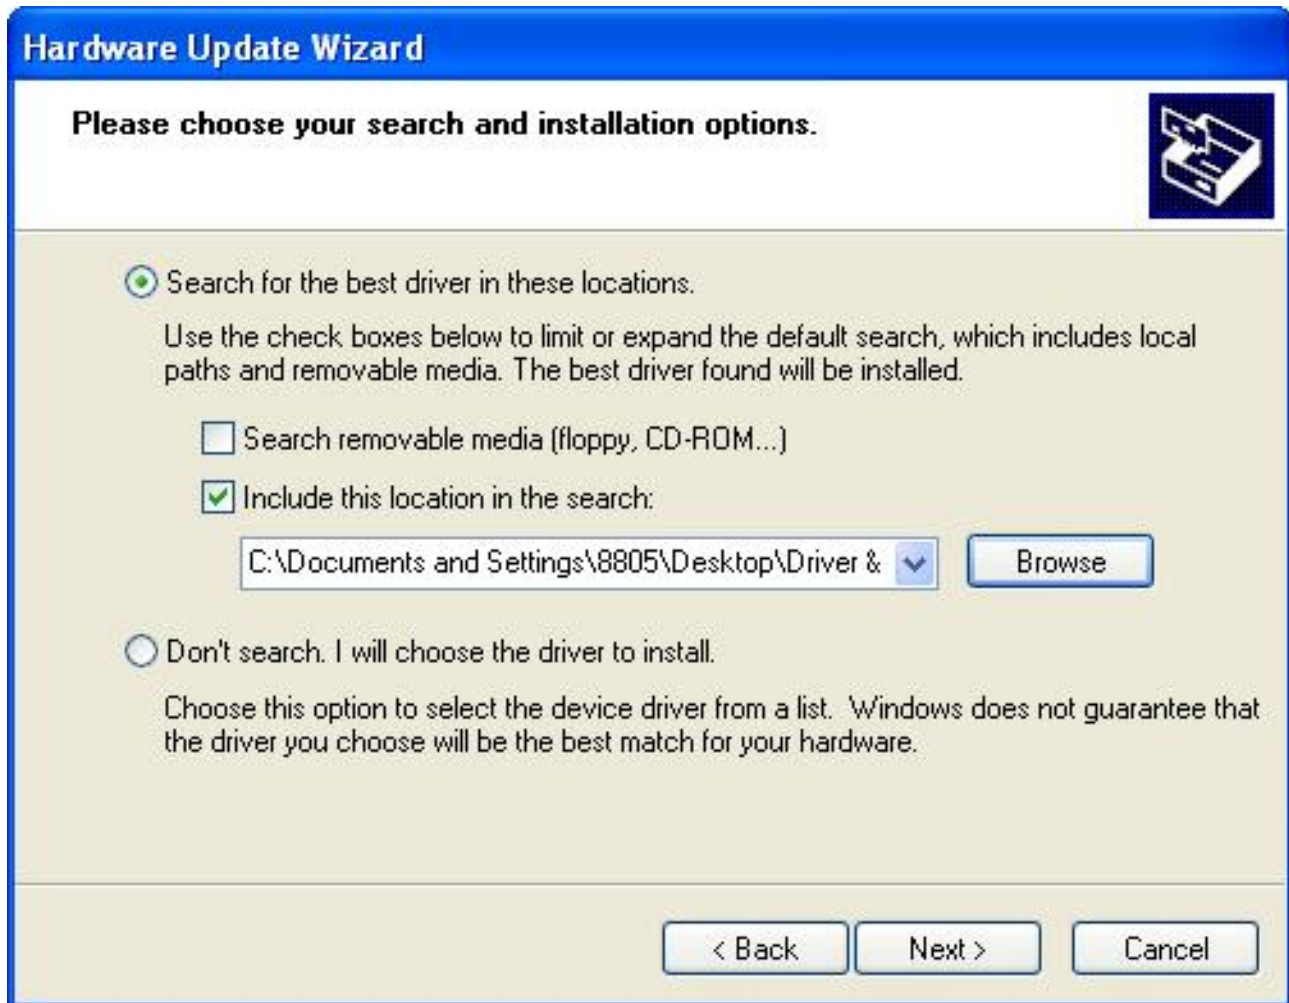 Hardware Update Wizard
Please choose your search and installation options.
Search for the best driver in these locations.
Use the check boxes below to limit or expand the default search, which includes local
paths and removable media. The best driver found will be installed.
Search removable media (floppy, CD-ROM...)
Include this location in the search:
C:\Documents and Settings\8805\Desktop\Driver & Browse
Don't search. I will choose the driver to install.
Choose this option to select the device driver from a list.  Windows does not guarantee that
the driver you choose will be the best match for your hardware.
< Back Next > Cancel